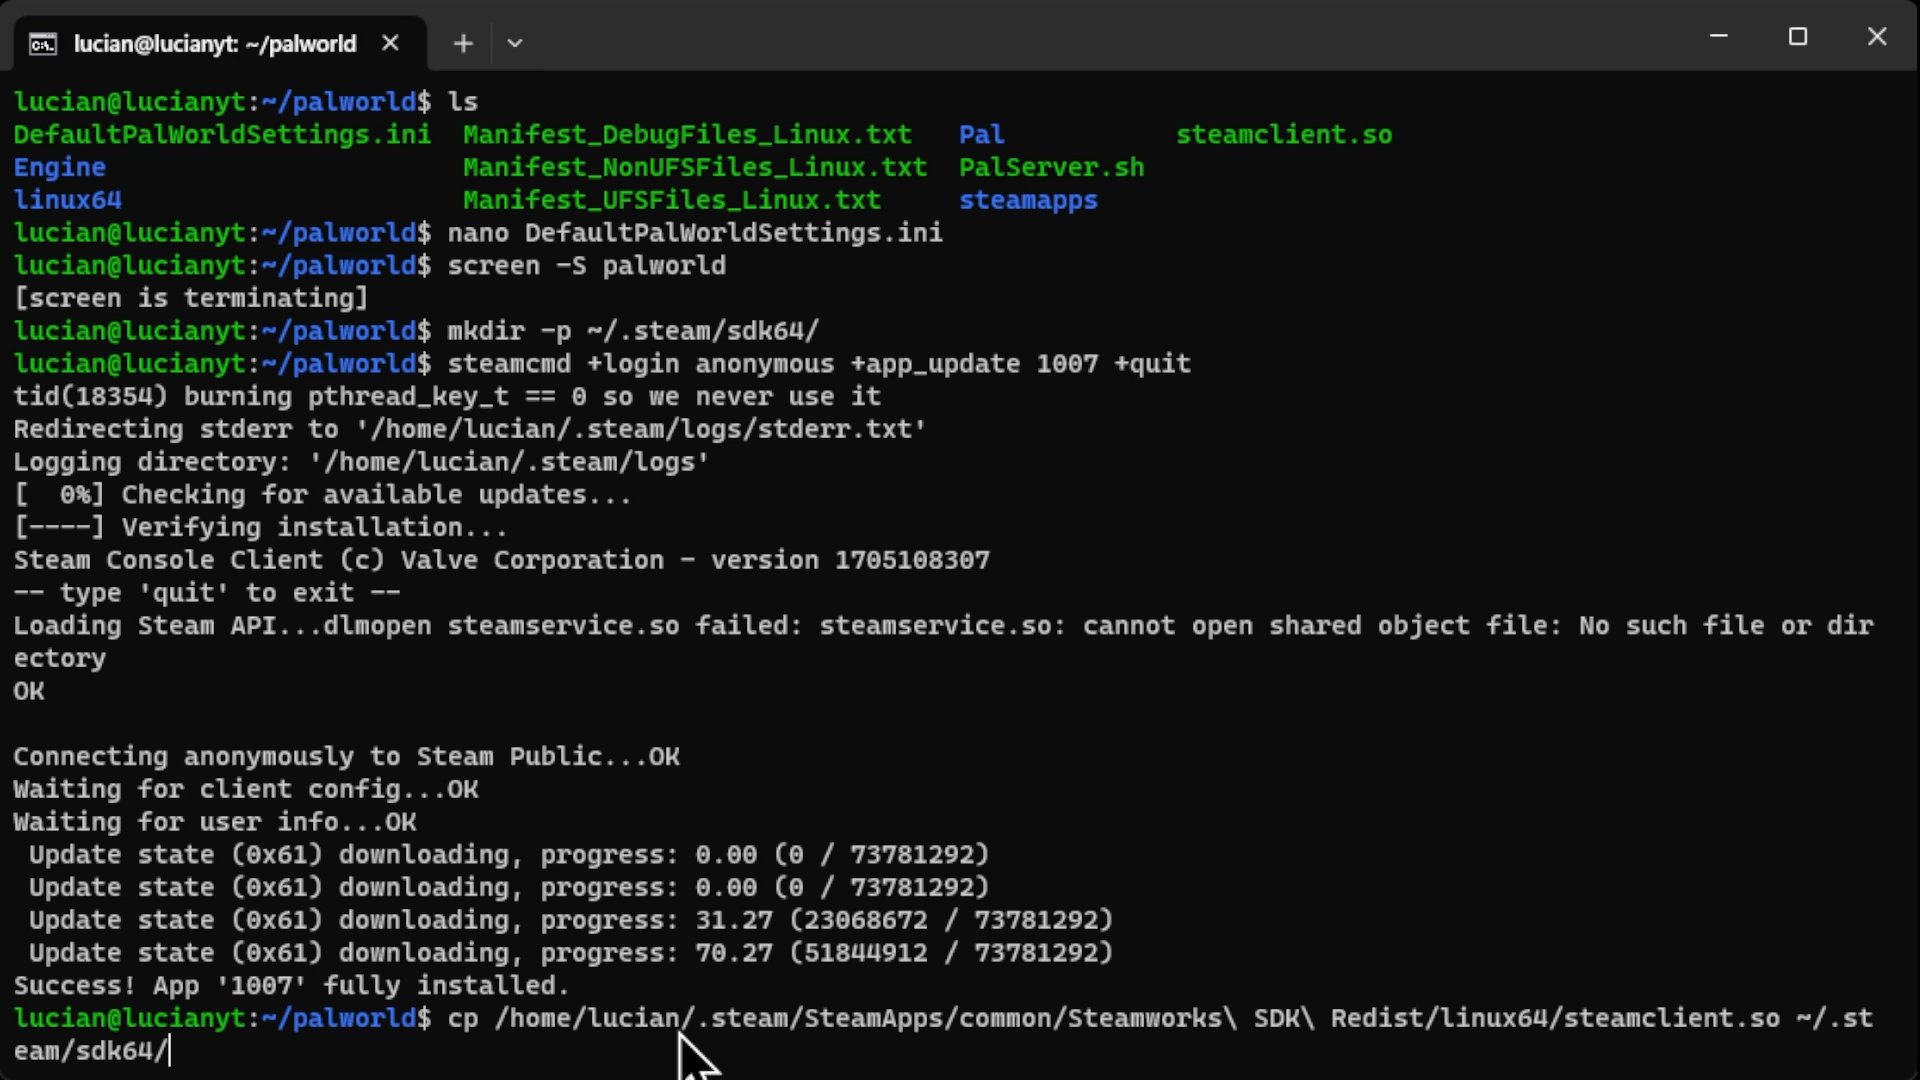 lucian@lucianyt: ~/palworld
lucian@lucianyt:~/palworld$ ls
DefaultPalWorldSettings.ini  Manifest_DebugFiles_Linux.txt   Pal           steamclient.so
Engine                       Manifest_NonUFSFiles_Linux.txt  PalServer.sh
linux64                      Manifest_UFSFiles_Linux.txt     steamapps
lucian@lucianyt:~/palworld$ nano DefaultPalWorldSettings.ini
lucian@lucianyt:~/palworld$ screen -S palworld
[screen is terminating]
lucian@lucianyt:~/palworld$ mkdir -p ~/.steam/sdk64/
lucian@lucianyt:~/palworld$ steamcmd +login anonymous +app_update 1007 +quit
tid(18354) burning pthread_key_t == 0 so we never use it
Redirecting stderr to '/home/lucian/.steam/logs/stderr.txt'
Logging directory: '/home/lucian/.steam/logs'
[  0%] Checking for available updates...
[----] Verifying installation...
Steam Console Client (c) Valve Corporation - version 1705108307
-- type 'quit' to exit --
Loading Steam API...dlmopen steamservice.so failed: steamservice.so: cannot open shared object file: No such file or dir
ectory
OK
Connecting anonymously to Steam Public...OK
Waiting for client config...OK
Waiting for user info...OK
 Update state (0x61) downloading, progress: 0.00 (0 / 73781292)
 Update state (0x61) downloading, progress: 0.00 (0 / 73781292)
 Update state (0x61) downloading, progress: 31.27 (23068672 / 73781292)
 Update state (0x61) downloading, progress: 70.27 (51844912 / 73781292)
Success! App '1007' fully installed.
lucian@lucianyt:~/palworld$ cp /home/lucian/.steam/SteamApps/common/Steamworks\ SDK\ Redist/linux64/steamclient.so ~/.st
eam/sdk64/